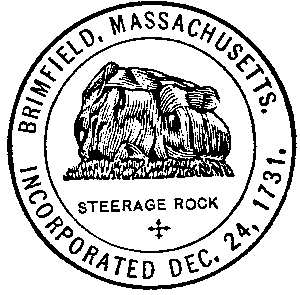 BRIMFIELD, MASSACHUSETTS.
STEERAGE ROCK
INCORPORATED DEC. 24, 1731.